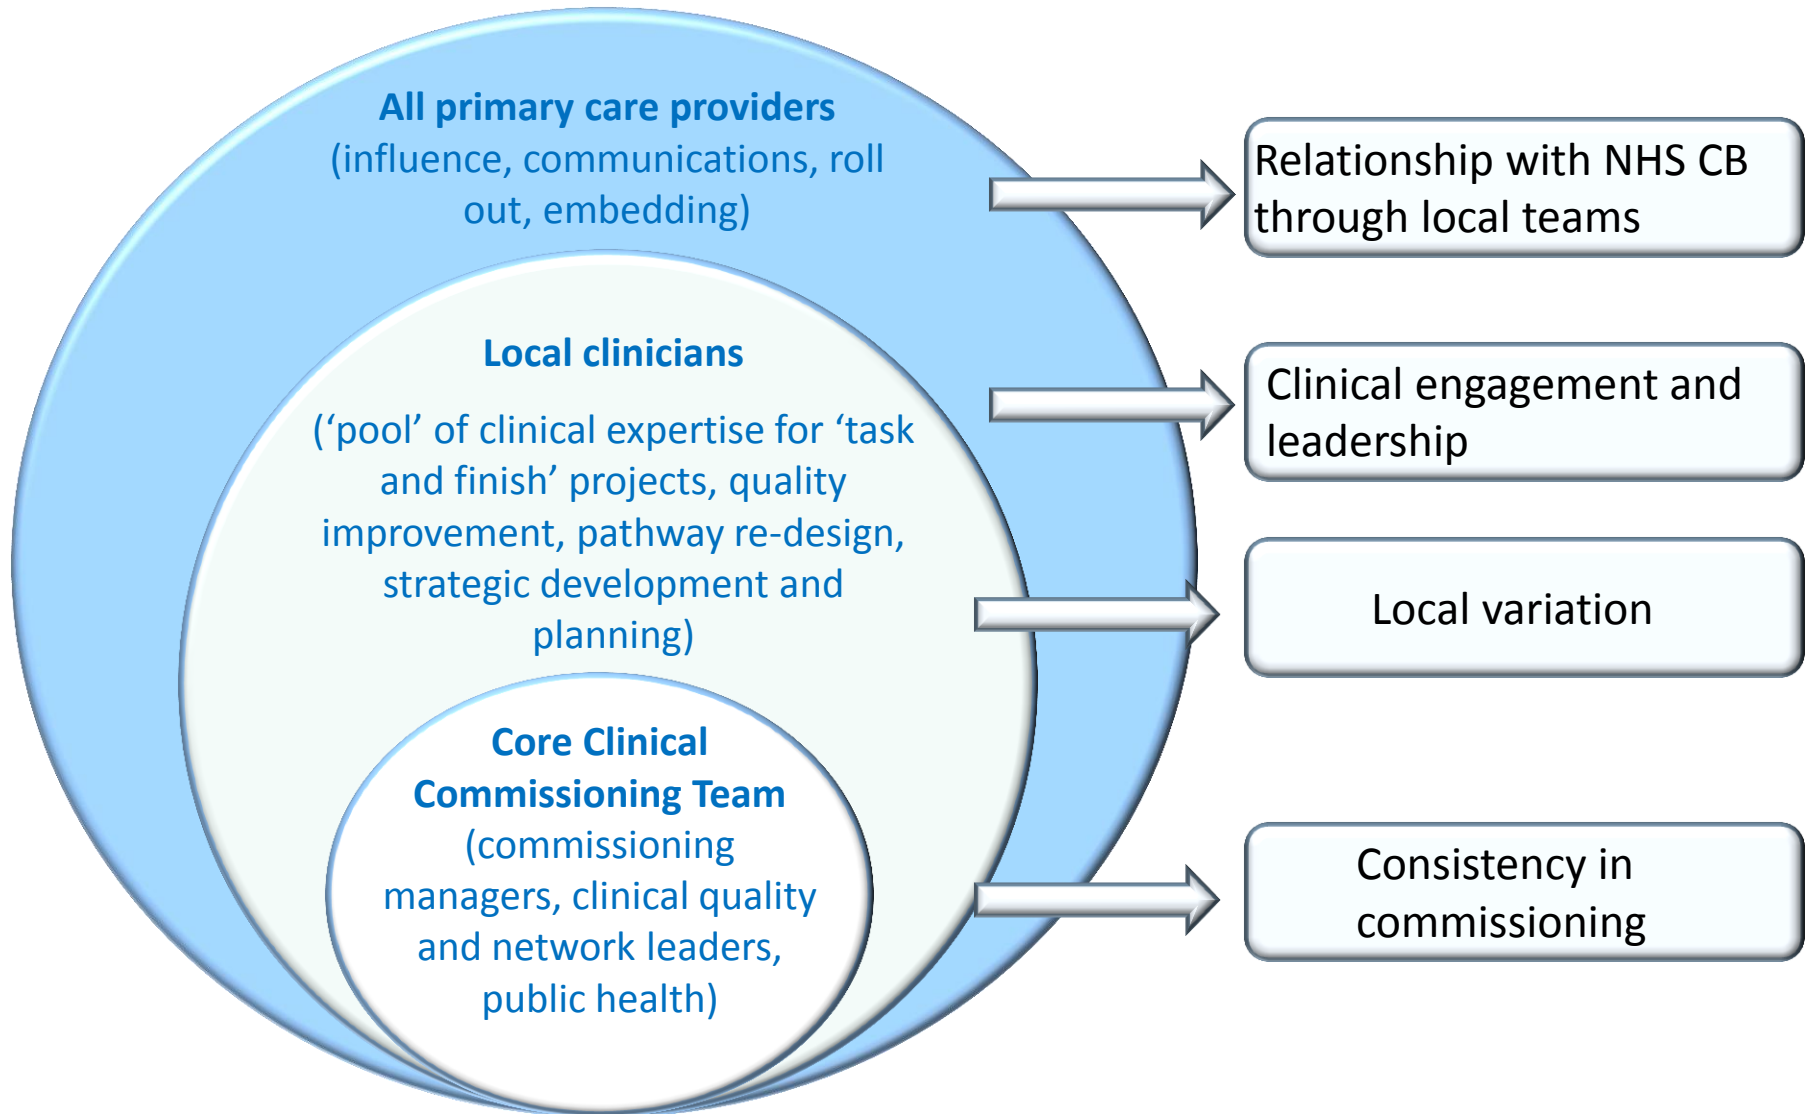 All primary care providers
(influence, communications, roll
out, embedding)
Relationship with NHS CB
through local teams
Local clinicians
(‘pool’ of clinical expertise for ‘task
and finish’ projects, quality
improvement, pathway re-design,
strategic development and
planning)
Clinical engagement and
leadership
Local variation
Core Clinical
Commissioning Team
(commissioning
managers, clinical quality
and network leaders,
public health)
Consistency in
commissioning